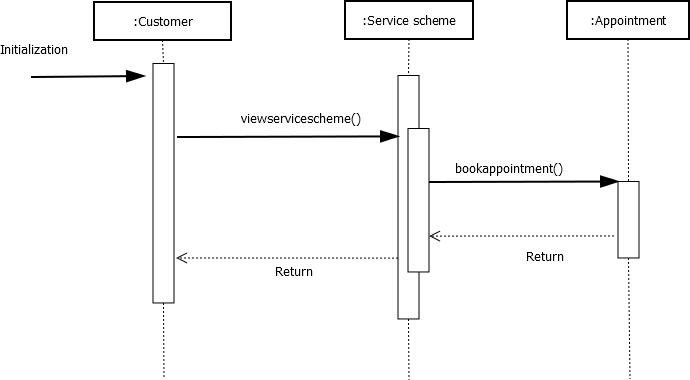 :Customer
:Service scheme
:Appointment
Initialization
viewservicescheme()
bookappointment()
Return
Return